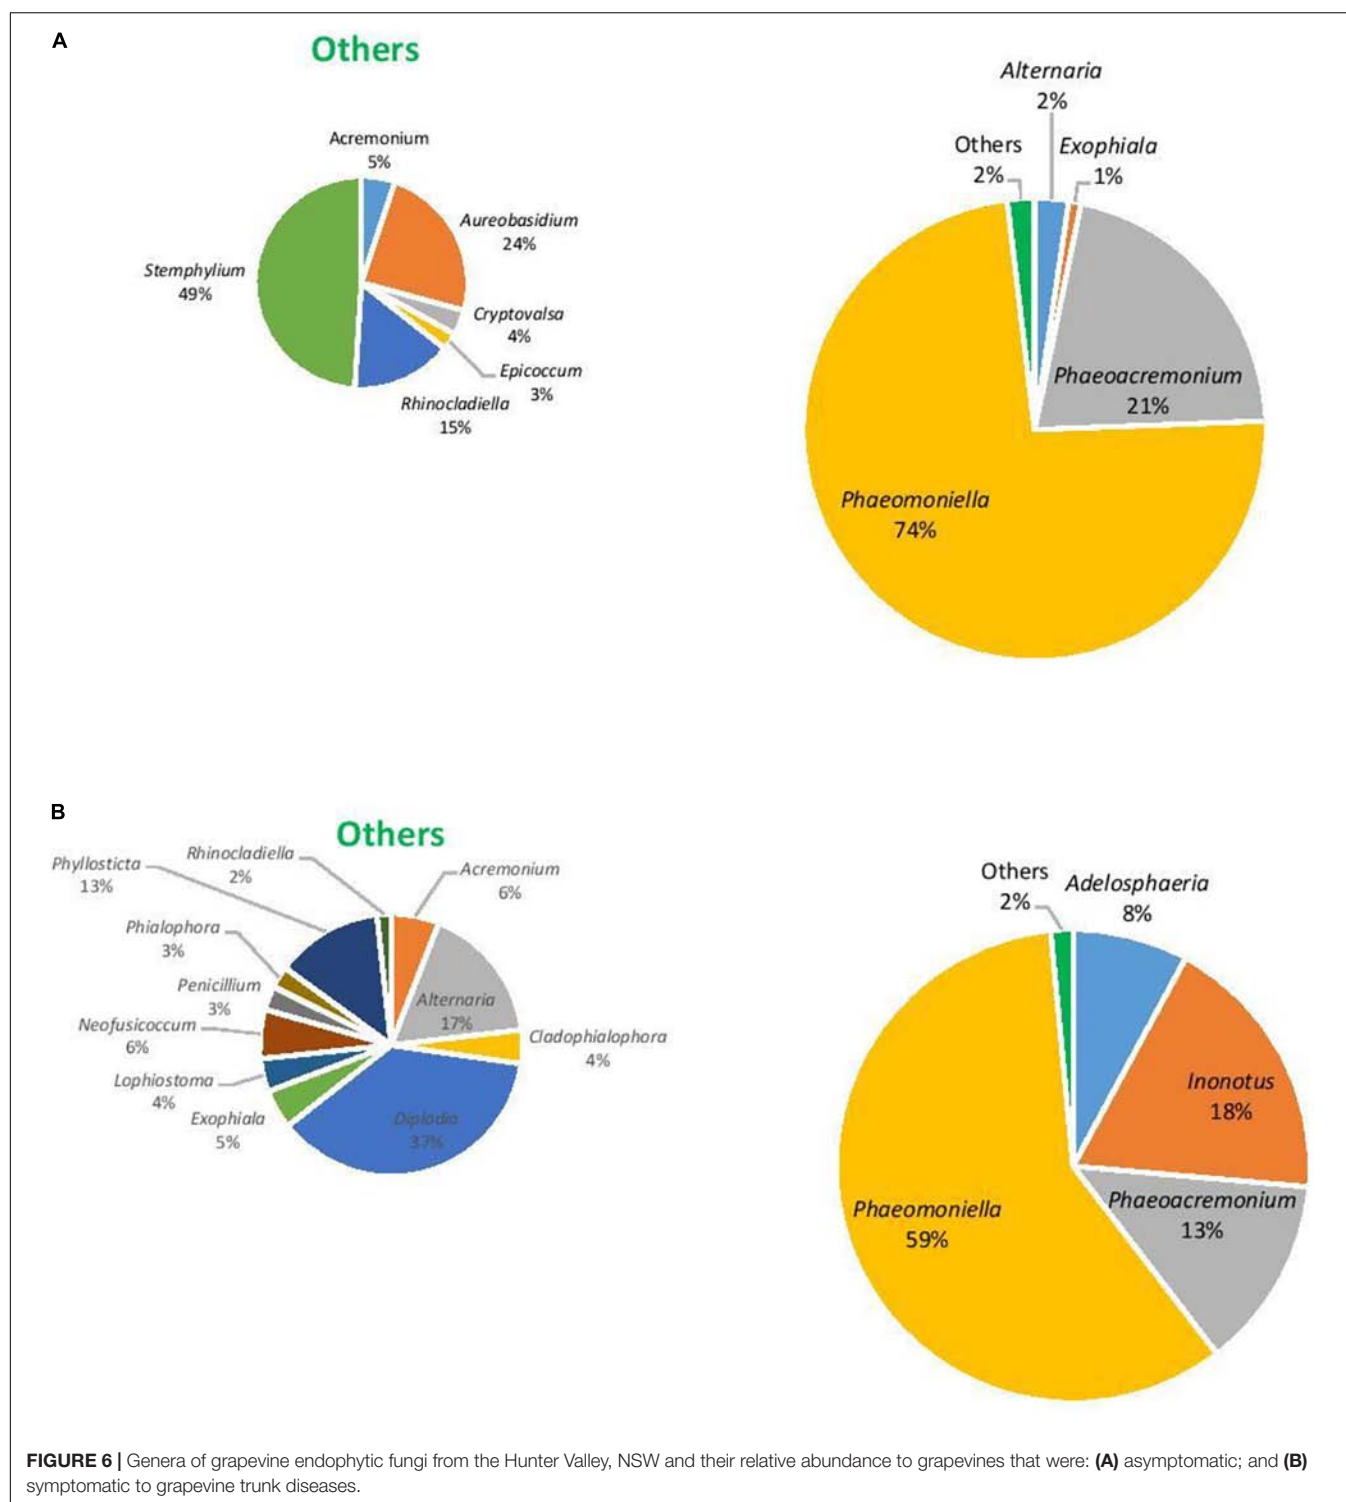 A
Others
Acremonium
5%
Aureobasidium
24%
Cryptovalsa
4%
Epicoccum
3%
Rhinocladiella
15%
Stemphylium
49%
Alternaria
2%
Others
2%
Exophiala
1%
Phaeoacremonium
21%
Phaeomoniella
74%
B
Others
Rhinocladiella
2%
Phyllosticta
13%
Acremonium
6%
Phialophora
3%
Penicillium
3%
Alternaria
17%
Neofusicoccum
6%
Cladophialophora
4%
Lophiostoma
4%
Exophiala
5%
Diplodia
37%
Others
2%
Adelosphaeria
8%
Inonotus
18%
Phaeoacremonium
13%
Phaeomoniella
59%
FIGURE 6 | Genera of grapevine endophytic fungi from the Hunter Valley, NSW and their relative abundance to grapevines that were: (A) asymptomatic; and (B)
symptomatic to grapevine trunk diseases.